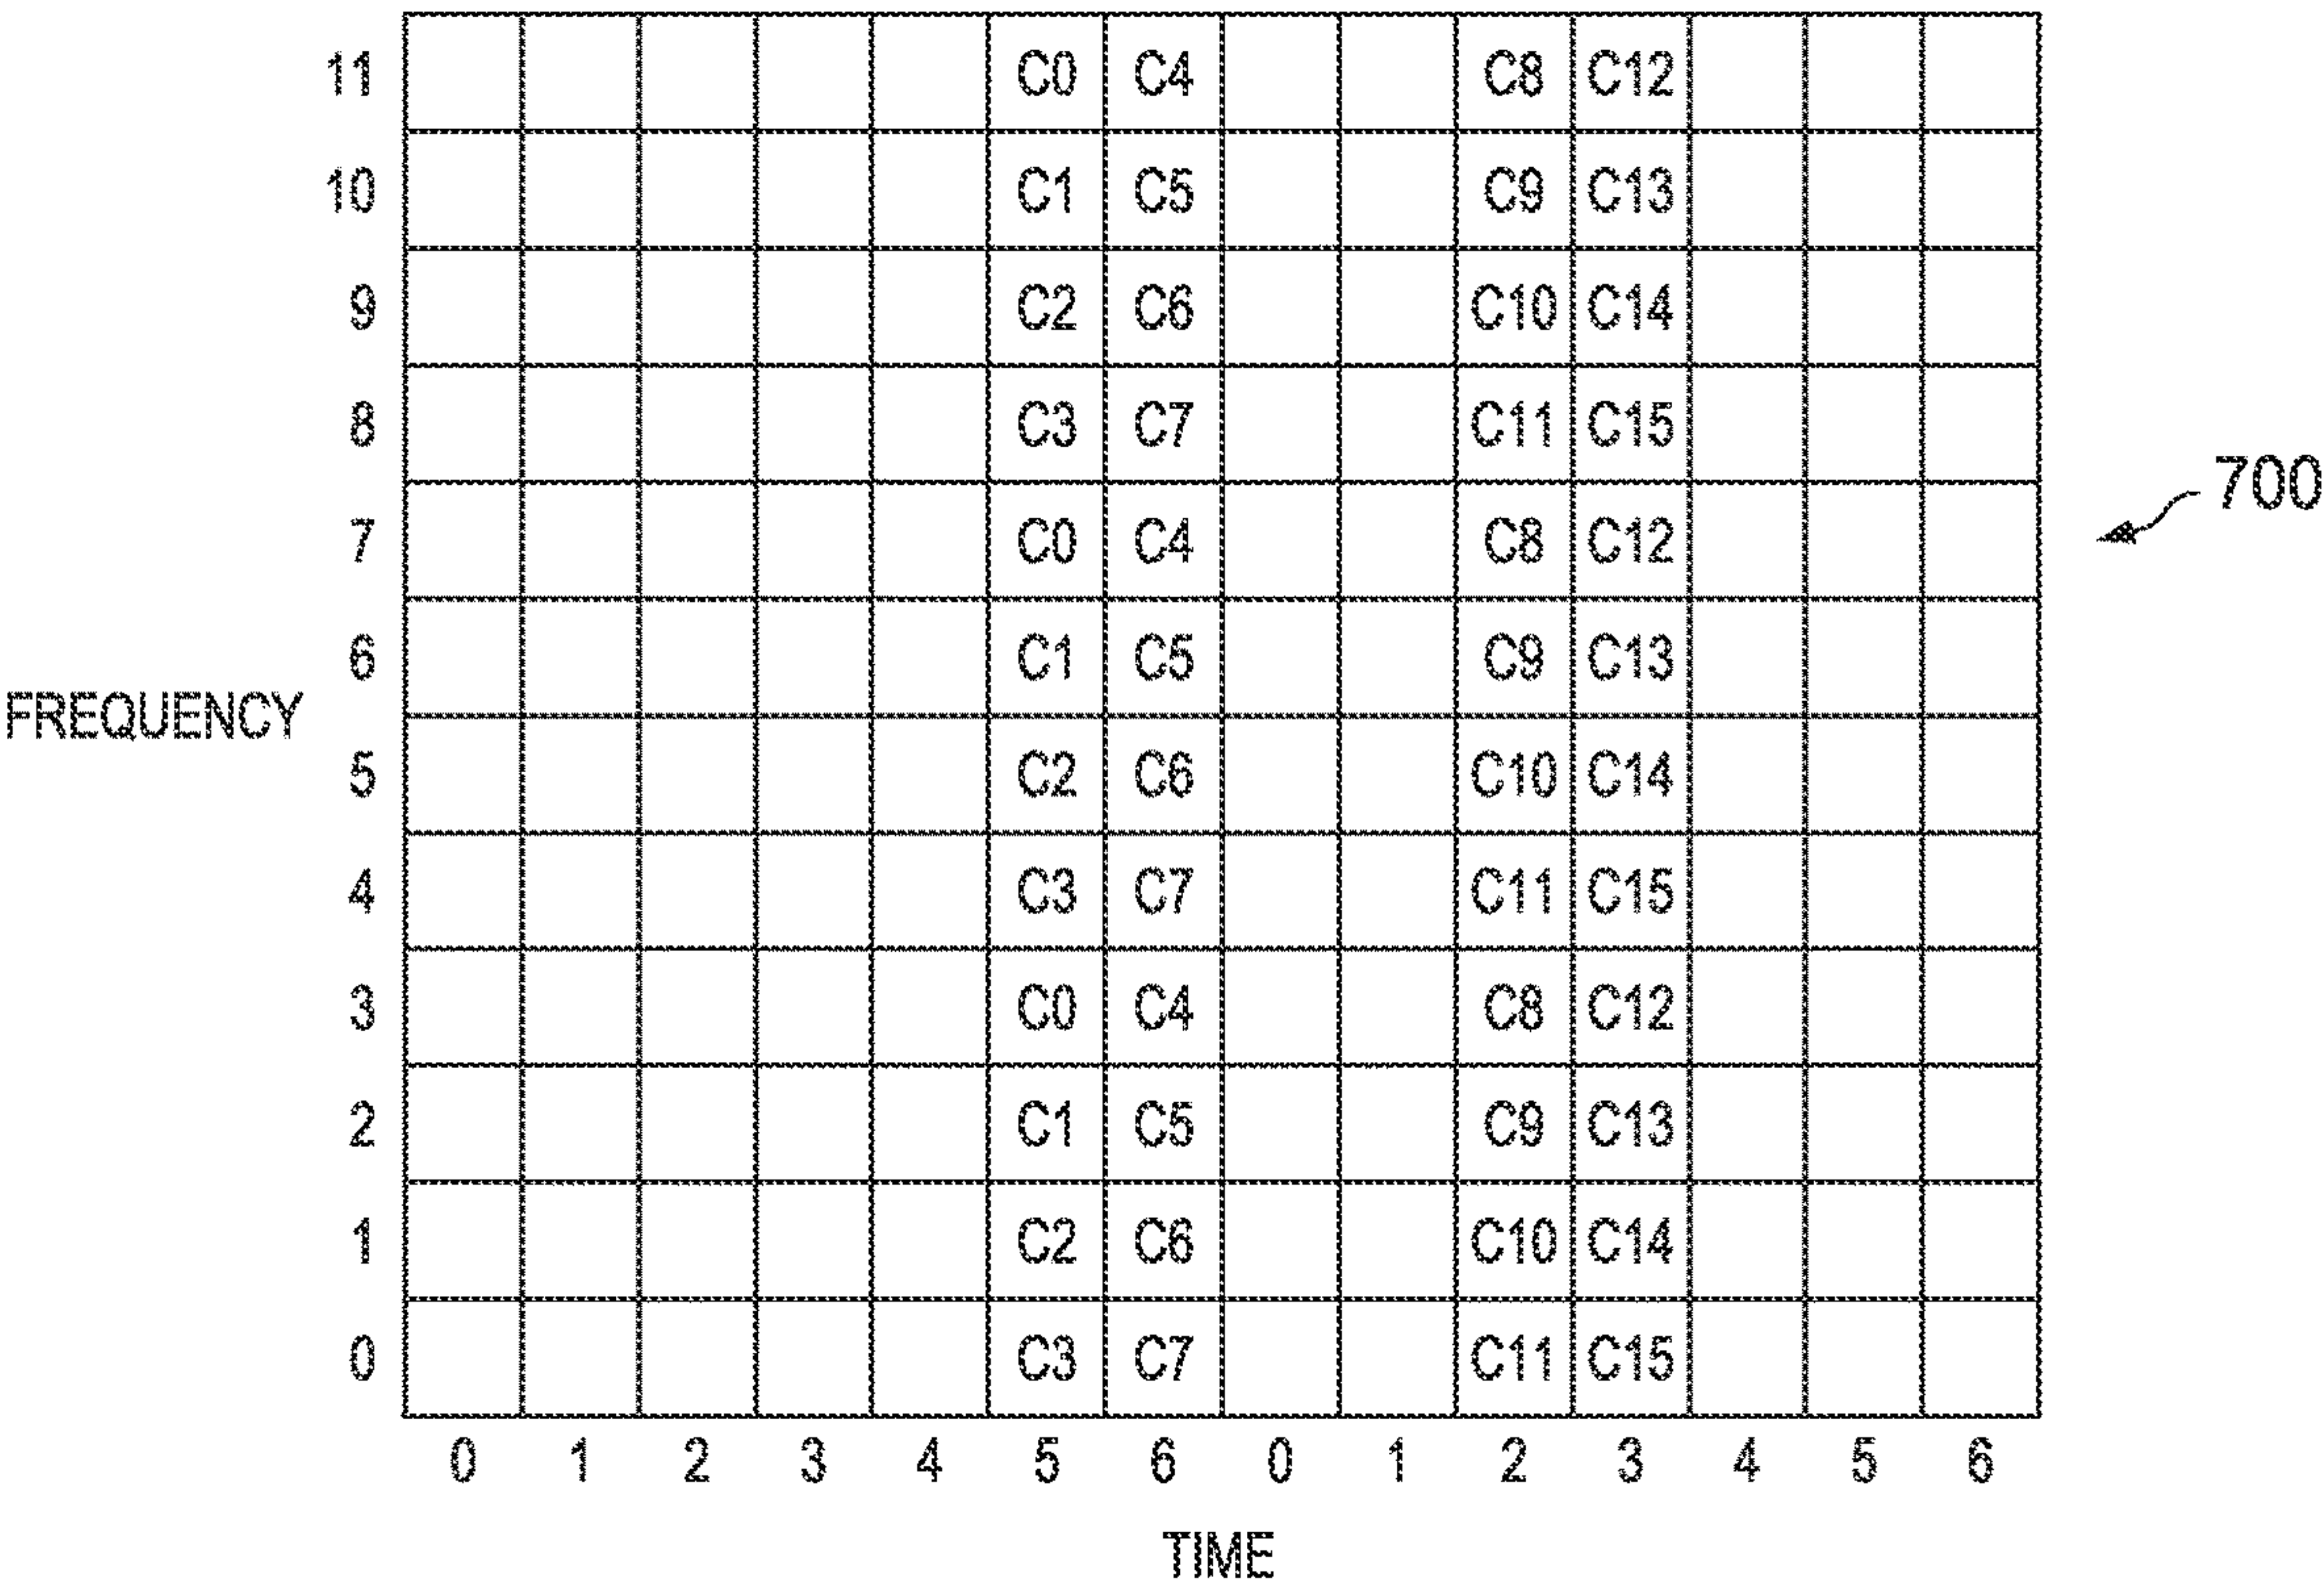 11 C0 C4 C8 C12
10 C1 C5 C9 C13
9 C2 C6 C10 C14
8 C3 C7 C11 C15
7 C0 C4 C8 C12
700
6 C1 C5 C9 C13
FREQUENCY
5 C2 C6 C10 C14
4 C3 C7 C11 C15
3 C0 C4 C8 C12
2 C1 C5 C9 C13
1 C2 C6 C10 C14
0 C3 C7 C11 C15
0 1 2 3 4 5 6 0 1 2 3 4 5 6
TIME